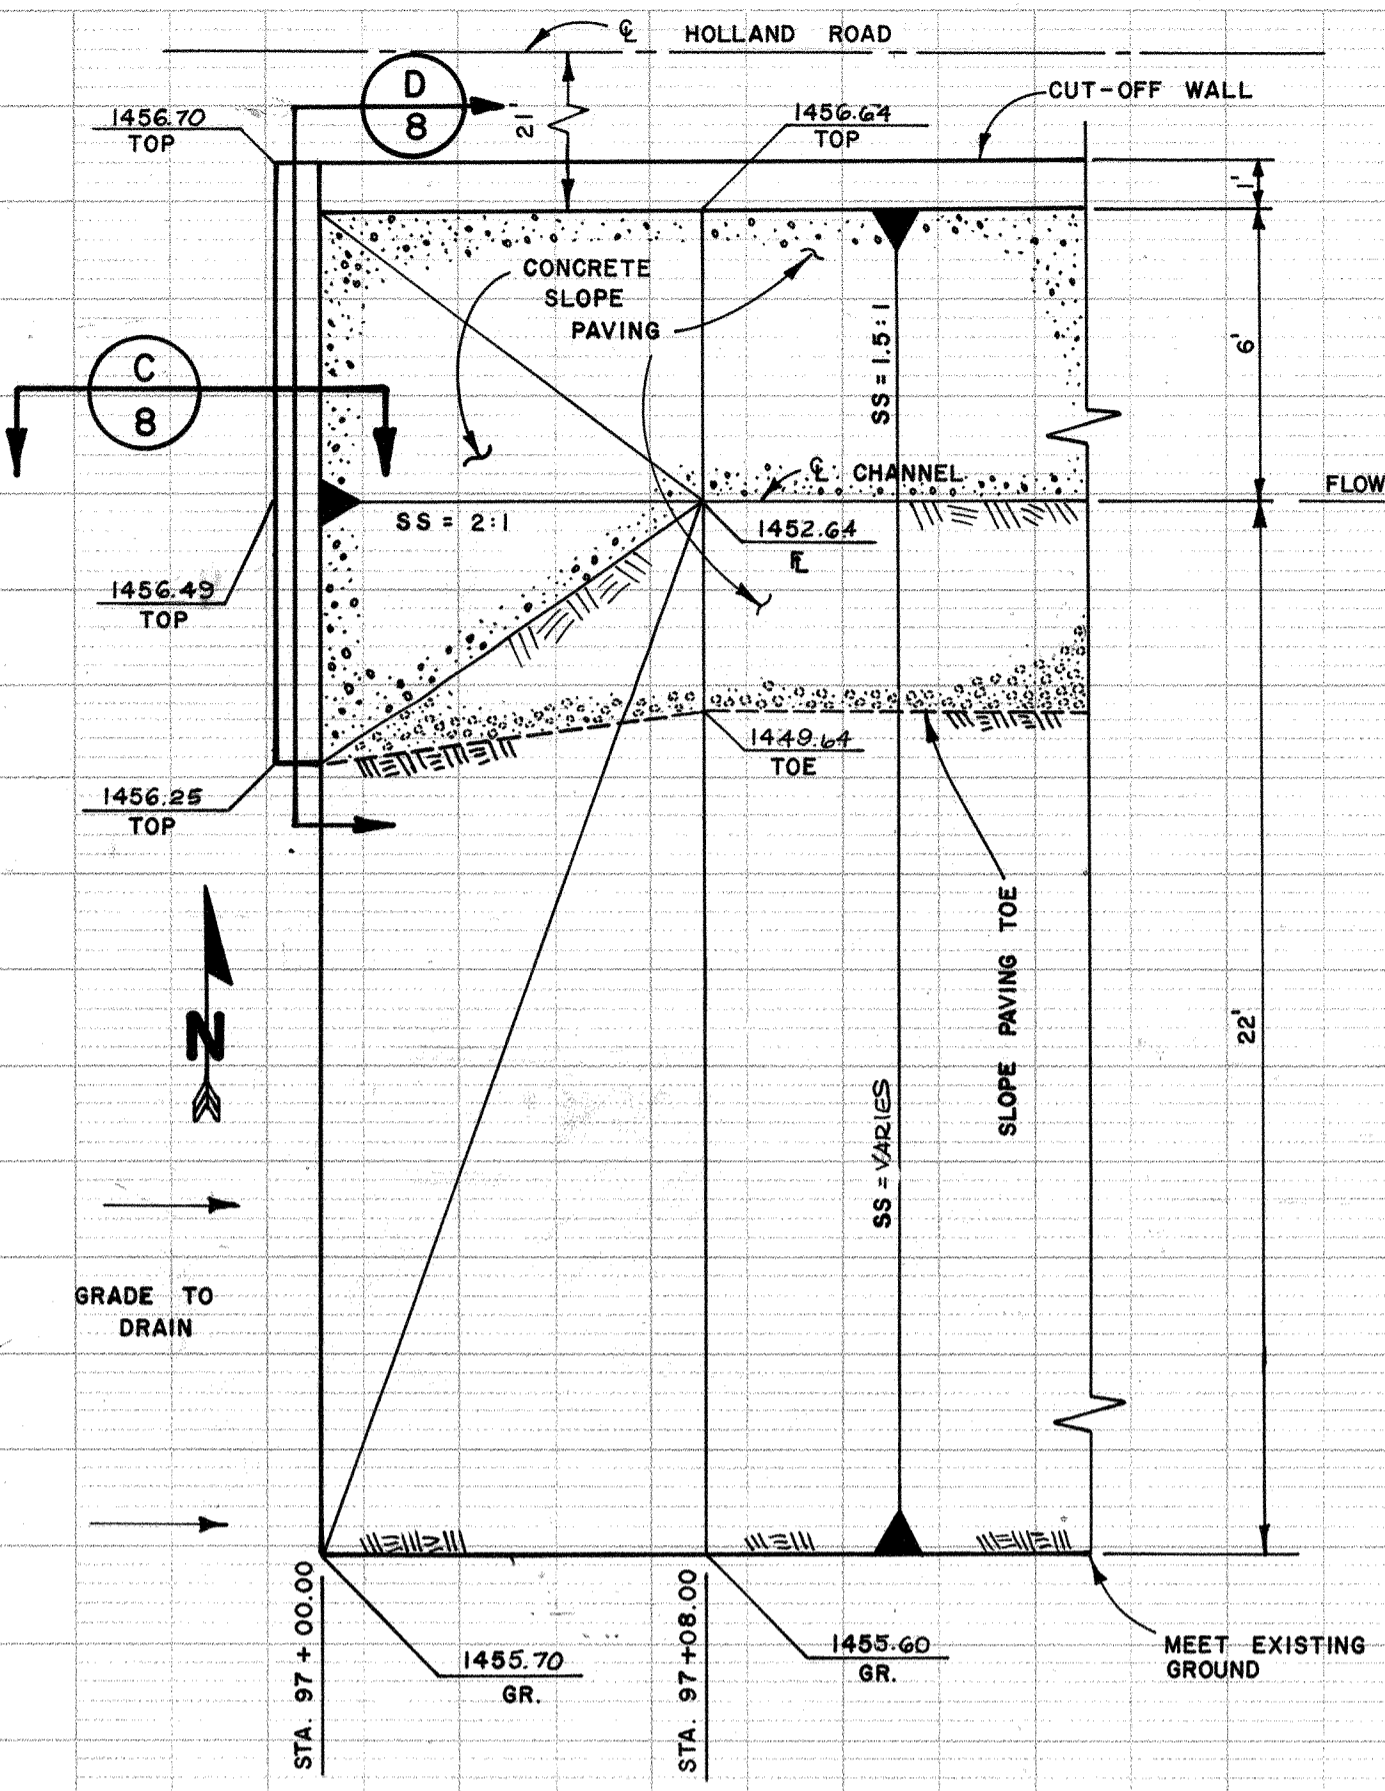 ℄ HOLLAND ROAD
D
8
21'
CUT-OFF WALL
1456.70
TOP
1456.64
TOP
1'
CONCRETE
SLOPE
PAVING
SS = 1.5:1
6'
C
8
℄ CHANNEL
FLOW
SS = 2:1
1452.64
FL
1456.49
TOP
1449.64
TOE
1456.25
TOP
SLOPE PAVING TOE
N
22'
SS = VARIES
GRADE TO
DRAIN
STA. 97 + 00.00
1455.70
GR.
STA. 97 +08.00
1455.60
GR.
MEET EXISTING
GROUND